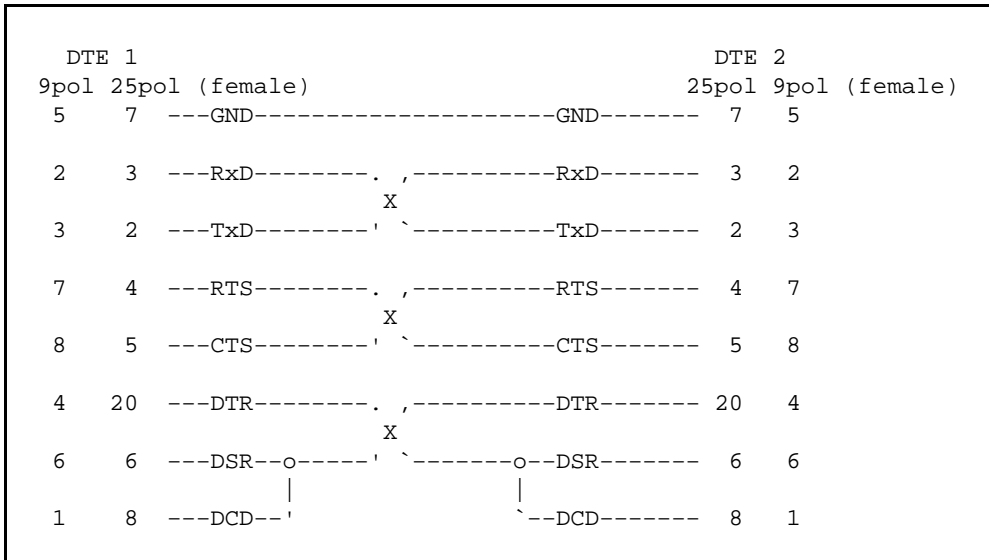 DTE 1                                         DTE 2
9pol 25pol (female)                         25pol 9pol (female)
 5    7  ---GND---------------------GND-------  7   5
 2    3  ---RxD--------. ,----------RxD-------  3   2
                        X
 3    2  ---TxD--------' `----------TxD-------  2   3
 7    4  ---RTS--------. ,----------RTS-------  4   7
                        X
 8    5  ---CTS--------' `----------CTS-------  5   8
 4   20  ---DTR--------. ,----------DTR------- 20   4
                        X
 6    6  ---DSR--o-----' `-------o--DSR-------  6   6
                 |               |
 1    8  ---DCD--'               `--DCD-------  8   1